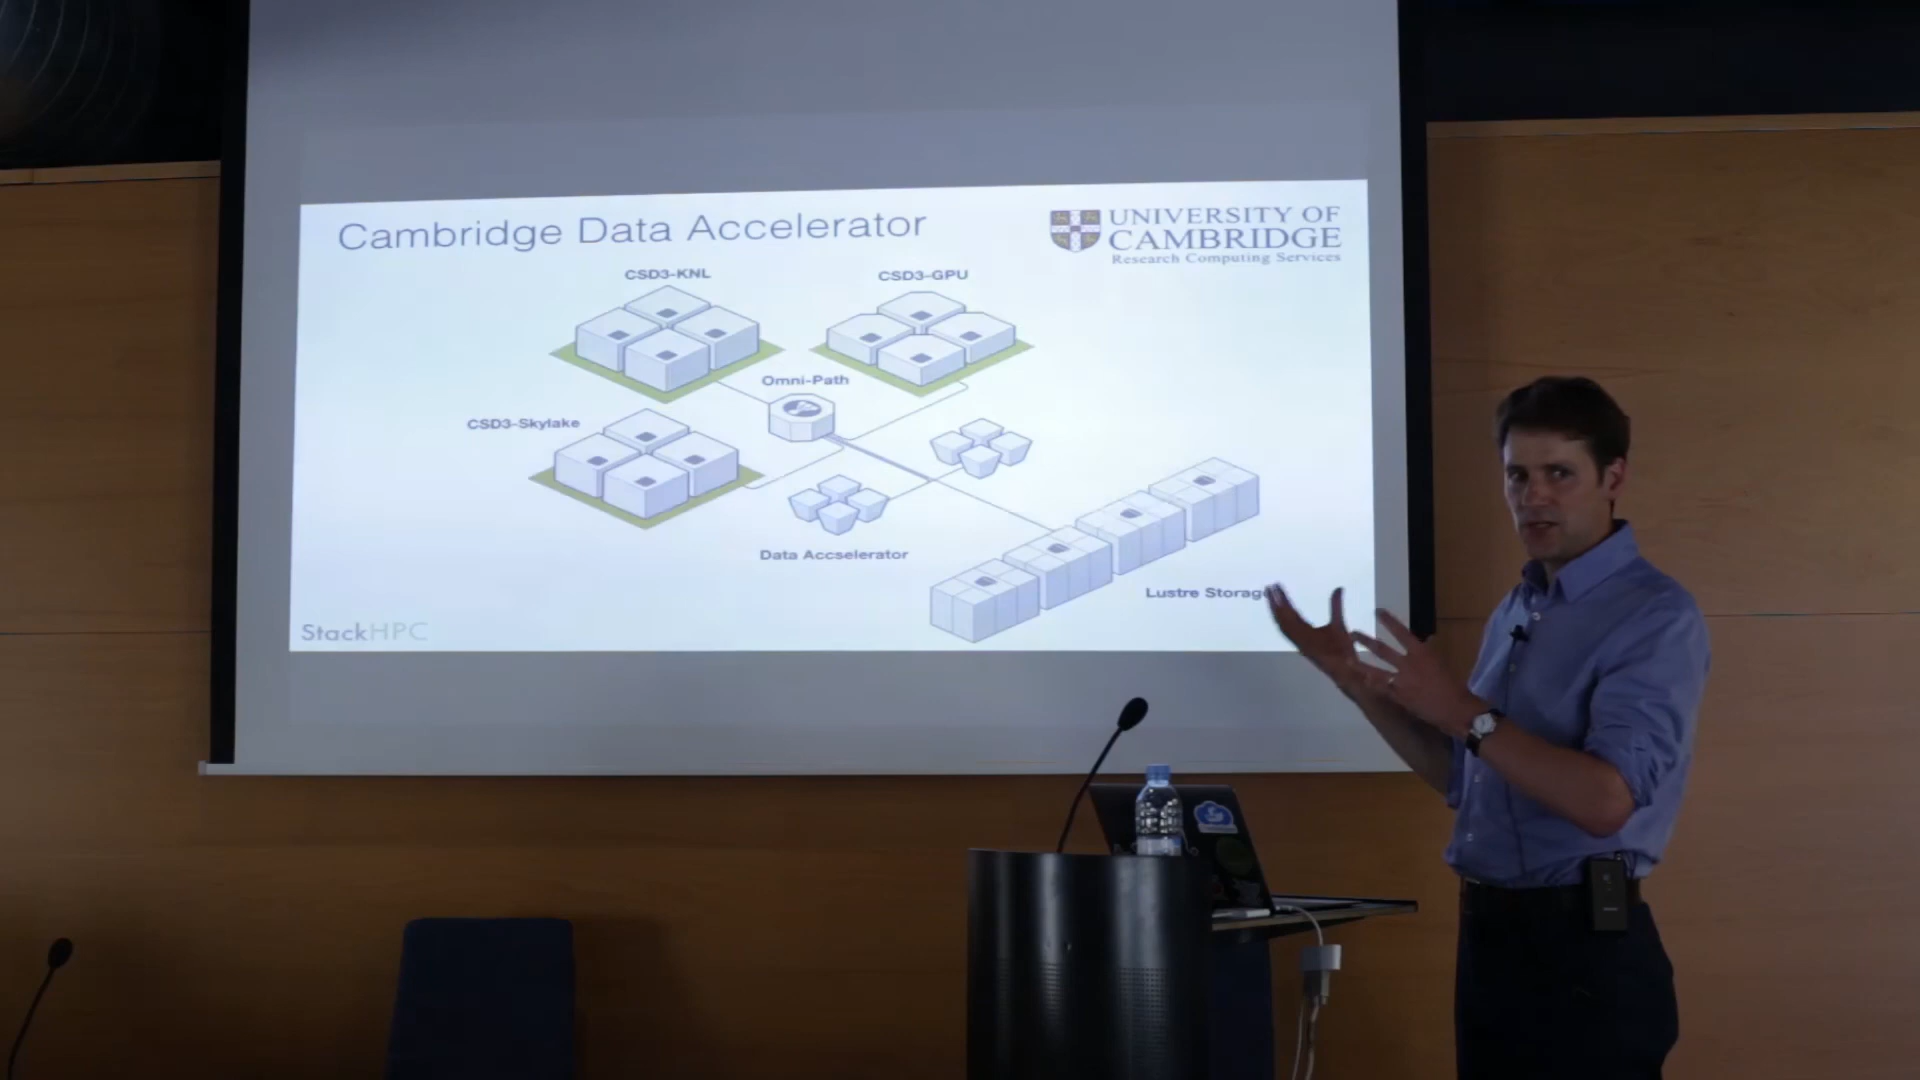 Cambridge Data Accelerator
UNIVERSITY OF
CAMBRIDGE
Research Computing Services
CSD3-KNL
CSD3-GPU
Omni-Path
CSD3-Skylake
Data Accselerator
Lustre Storage
StackHPC